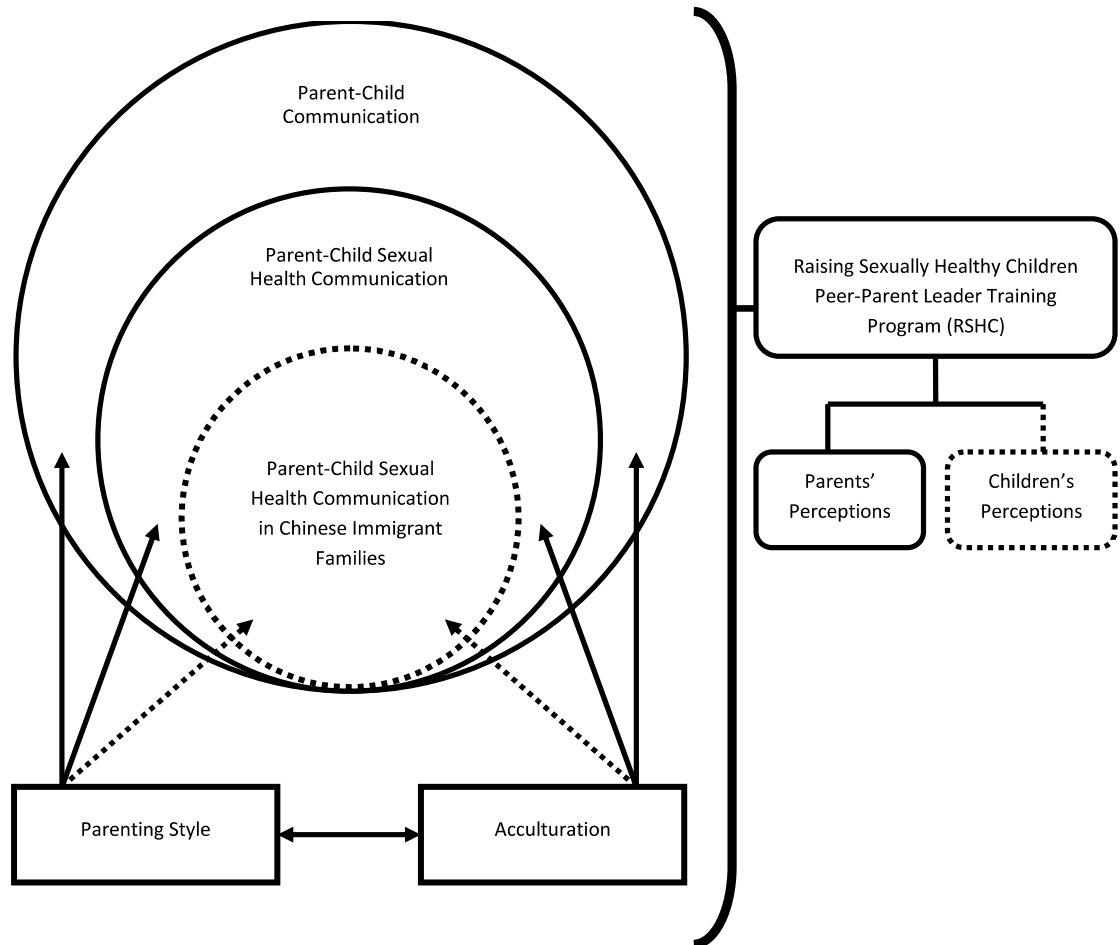 Parent-Child
Communication
Parent-Child Sexual
Health Communication
Parent-Child Sexual
Health Communication
in Chinese Immigrant
Families
Parenting Style
Acculturation
Raising Sexually Healthy Children
Peer-Parent Leader Training
Program (RSHC)
Parents’
Perceptions
Children’s
Perceptions